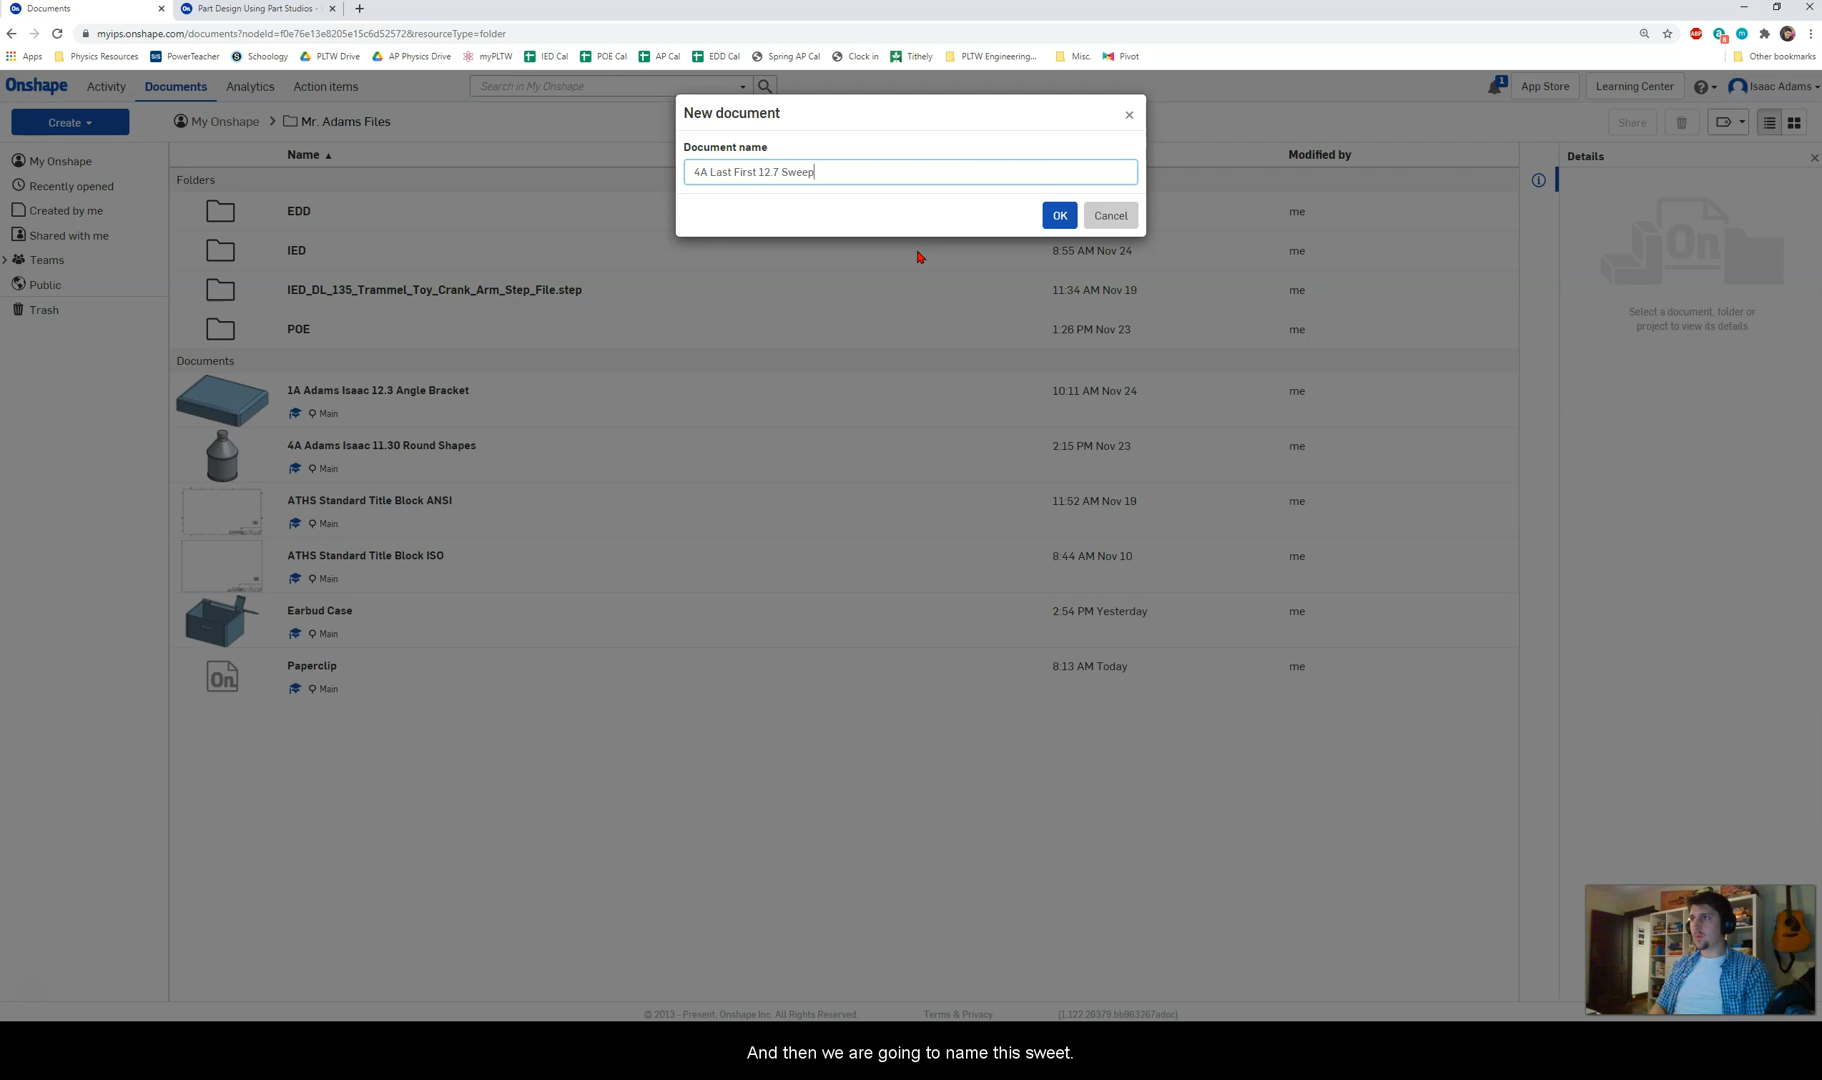 Documents
Part Design Using Part Studios -
myips.onshape.com/documents?nodeId=f0e76e13e8205e15c6d52572&resourceType=folder
Apps Physics Resources PowerTeacher Schoology PLTW Drive AP Physics Drive myPLTW IED Cal POE Cal AP Cal EDD Cal Spring AP Cal Clock in Tithely PLTW Engineering... Misc. Pivot Other bookmarks
Onshape Activity Documents Analytics Action items Search in My Onshape 1 App Store Learning Center Isaac Adams
Create My Onshape > Mr. Adams Files Share
New document
Document name
4A Last First 12.7 Sweep
OK Cancel
My Onshape
Recently opened
Created by me
Shared with me
Teams
Public
Trash
Name Modified by
Folders
EDD me
IED 8:55 AM Nov 24 me
IED_DL_135_Trammel_Toy_Crank_Arm_Step_File.step 11:34 AM Nov 19 me
POE 1:26 PM Nov 23 me
Documents
1A Adams Isaac 12.3 Angle Bracket 10:11 AM Nov 24 me
Main
4A Adams Isaac 11.30 Round Shapes 2:15 PM Nov 23 me
Main
ATHS Standard Title Block ANSI 11:52 AM Nov 19 me
Main
ATHS Standard Title Block ISO 8:44 AM Nov 10 me
Main
Earbud Case 2:54 PM Yesterday me
Main
On Paperclip 8:13 AM Today me
Main
Details
On
Select a document, folder or
project to view its details
© 2013 - Present, Onshape Inc. All Rights Reserved. Terms & Privacy (1.122.26379.bb963267adcc)
And then we are going to name this sweet.